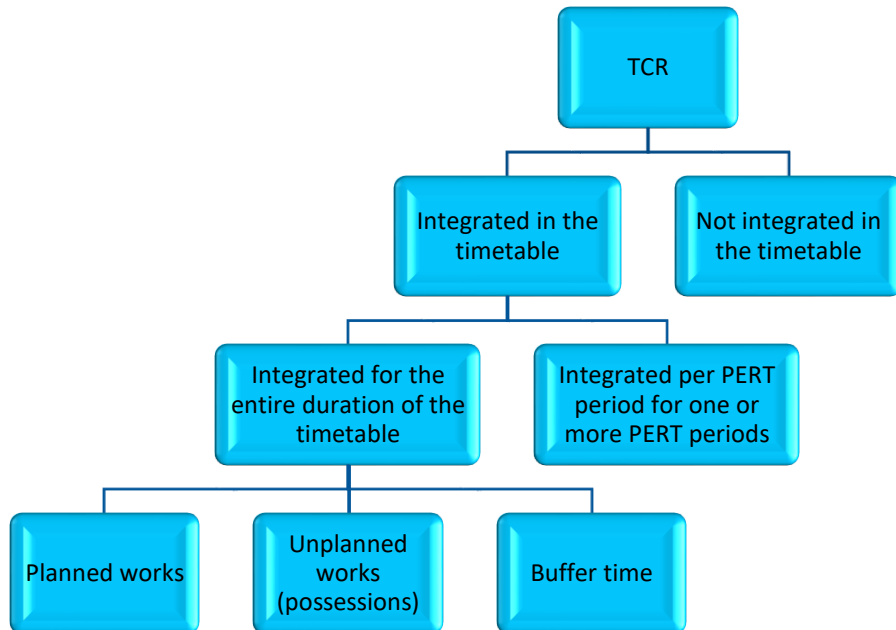 TCR
Integrated in the
timetable
Not integrated in
the timetable
Integrated for the
entire duration of the
timetable
Integrated per PERT
period for one or
more PERT periods
Planned works
Unplanned
works
(possessions)
Buffer time